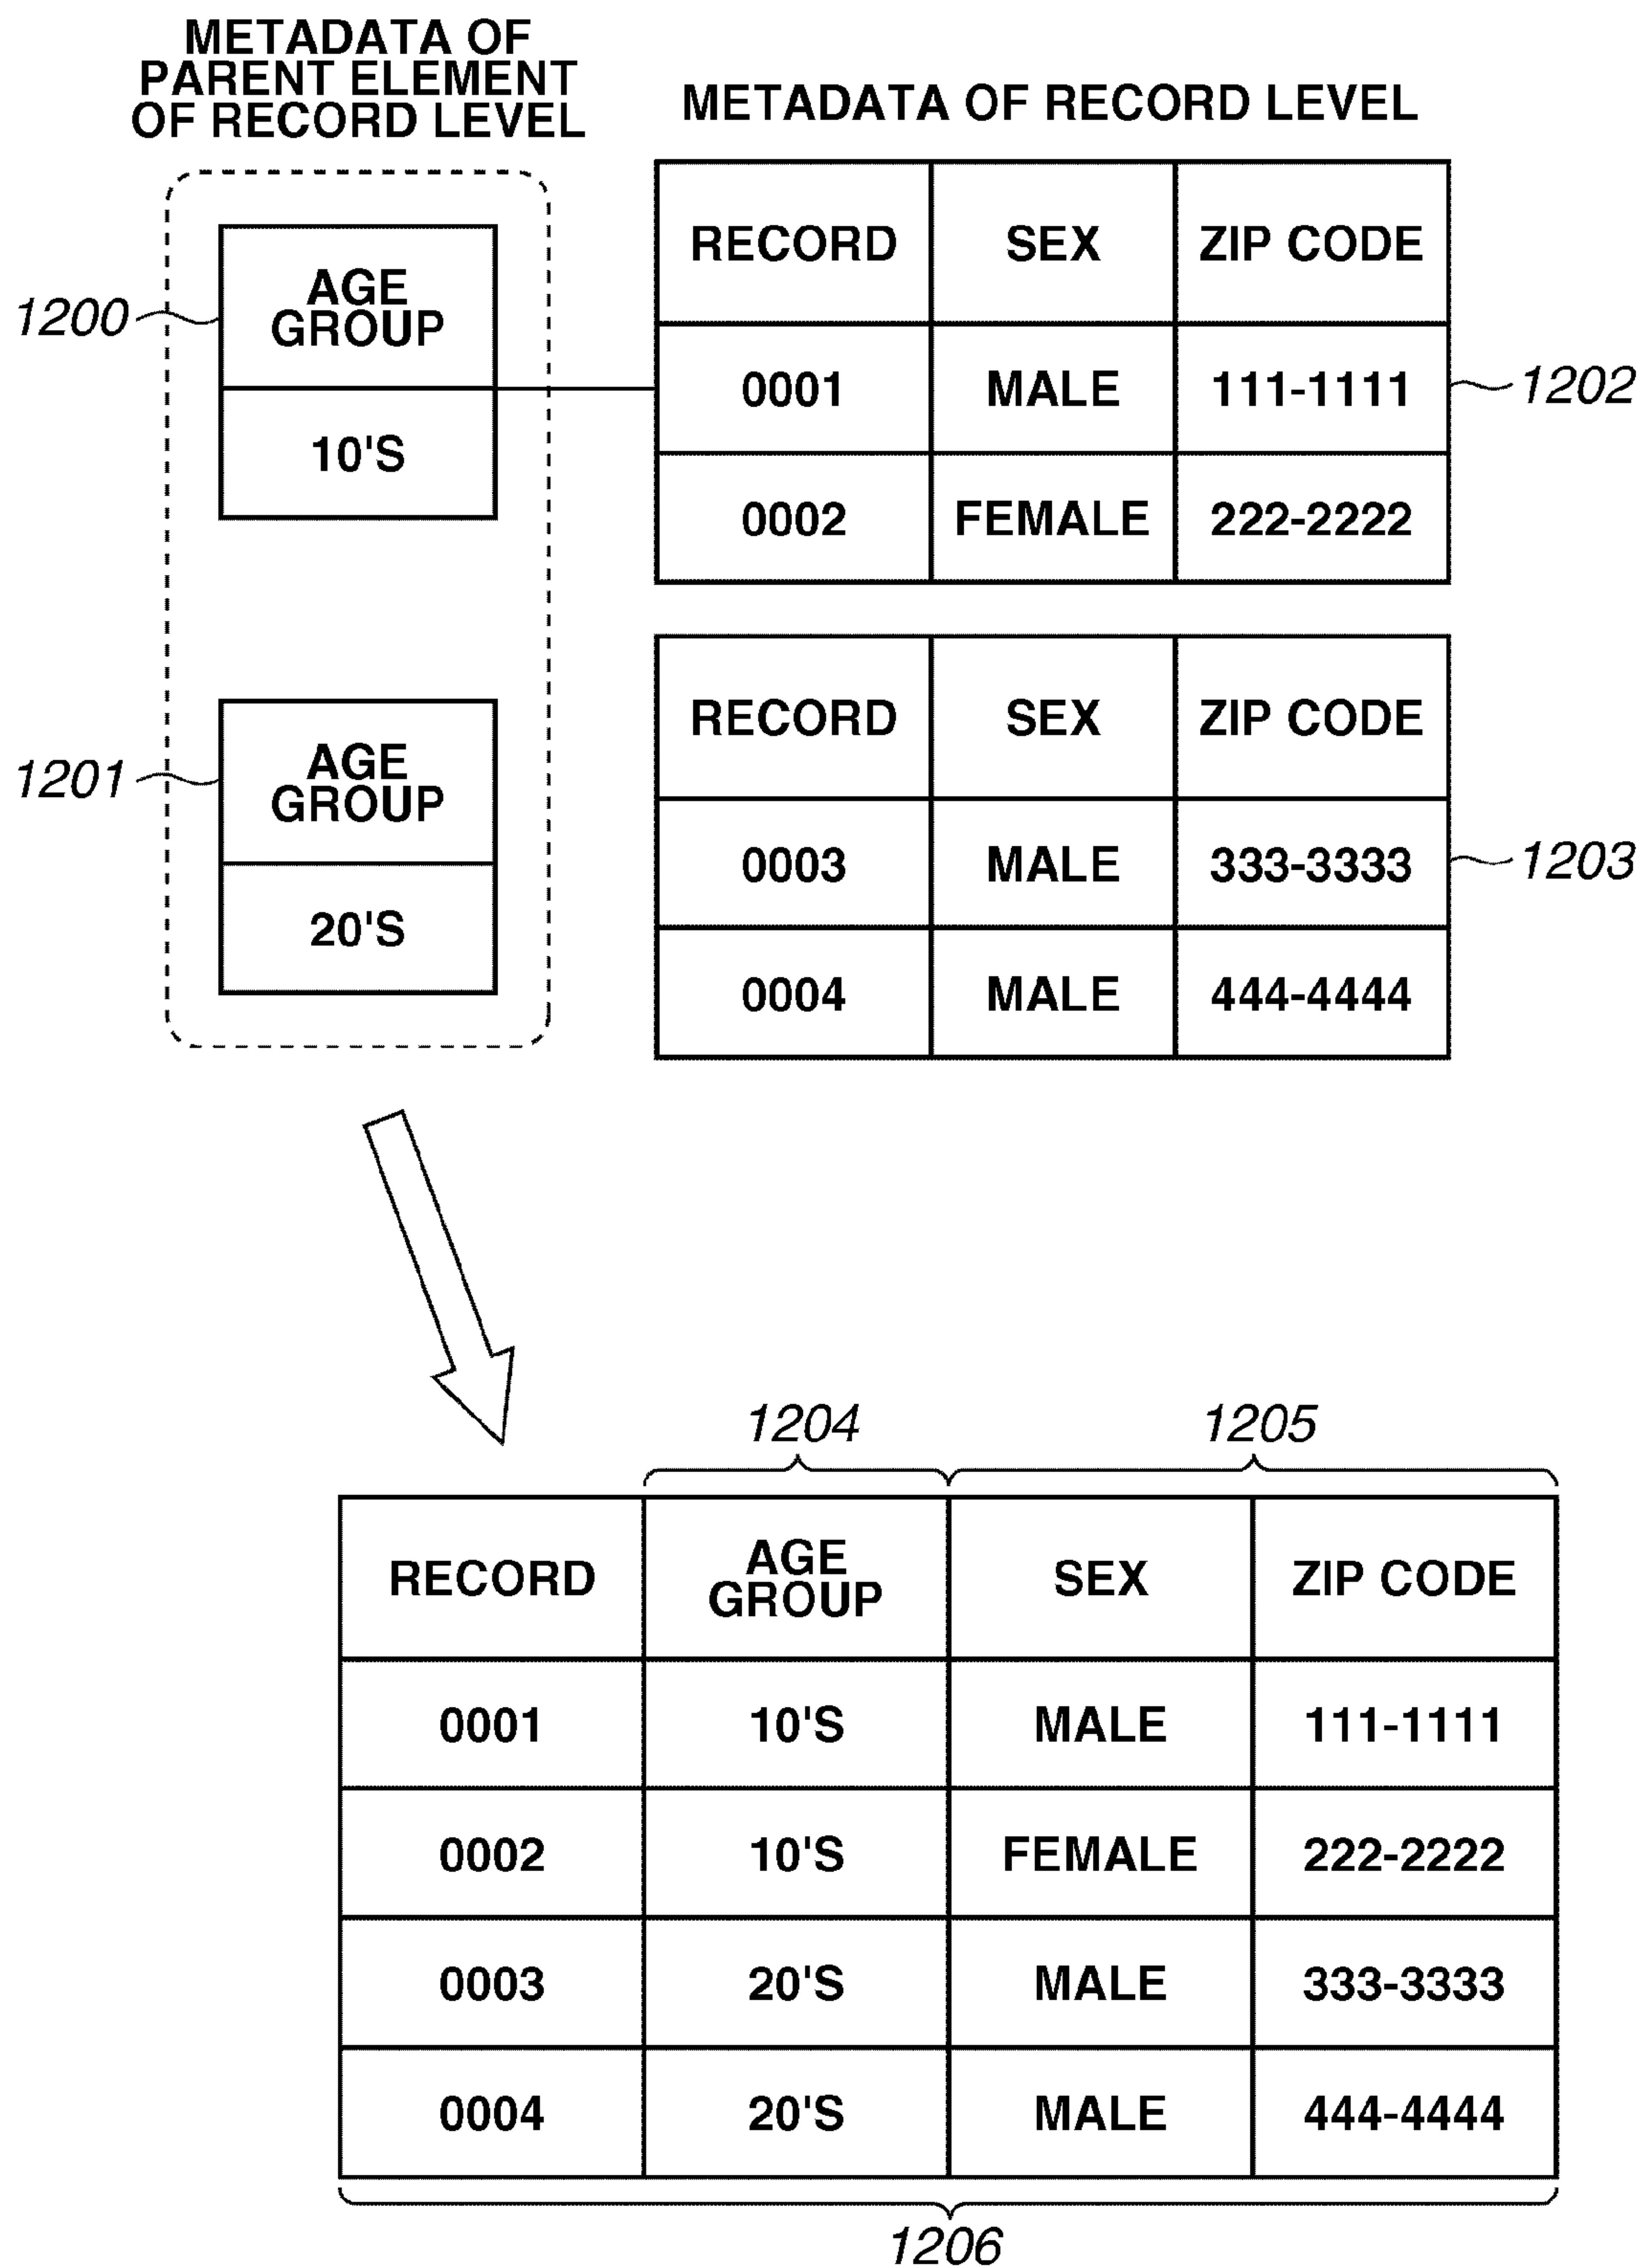 METADATA OF
PARENT ELEMENT
OF RECORD LEVEL
METADATA OF RECORD LEVEL
1200
AGE
GROUP
10'S
RECORD SEX ZIP CODE
0001 MALE 111-1111
0002 FEMALE 222-2222
1202
1201
AGE
GROUP
20'S
RECORD SEX ZIP CODE
0003 MALE 333-3333
0004 MALE 444-4444
1203
1204 1205
RECORD AGE GROUP SEX ZIP CODE
0001 10'S MALE 111-1111
0002 10'S FEMALE 222-2222
0003 20'S MALE 333-3333
0004 20'S MALE 444-4444
1206